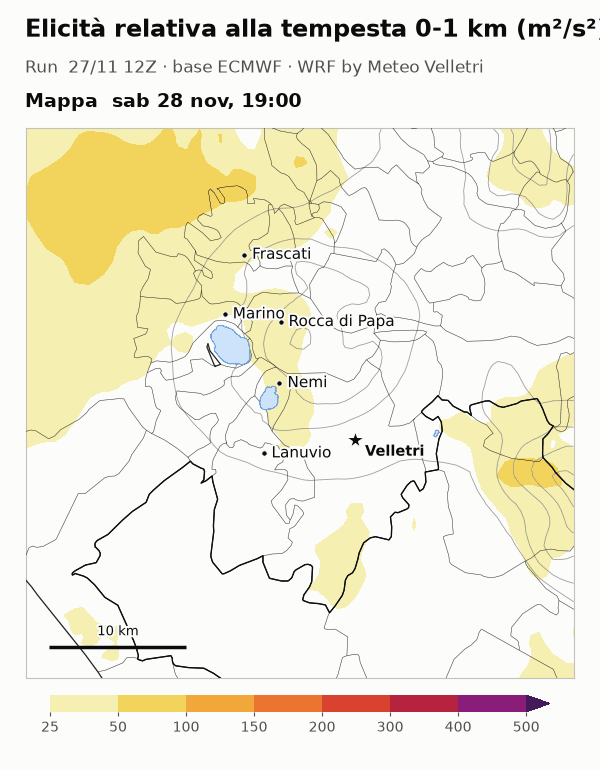 Elicità relativa alla tempesta 0-1 km (m²/s²)
Run  27/11 12Z · base ECMWF · WRF by Meteo Velletri
Mappa  sab 28 nov, 19:00
Frascati
Marino
Rocca di Papa
Nemi
Velletri
Lanuvio
10 km
25 50 100 150 200 300 400 500